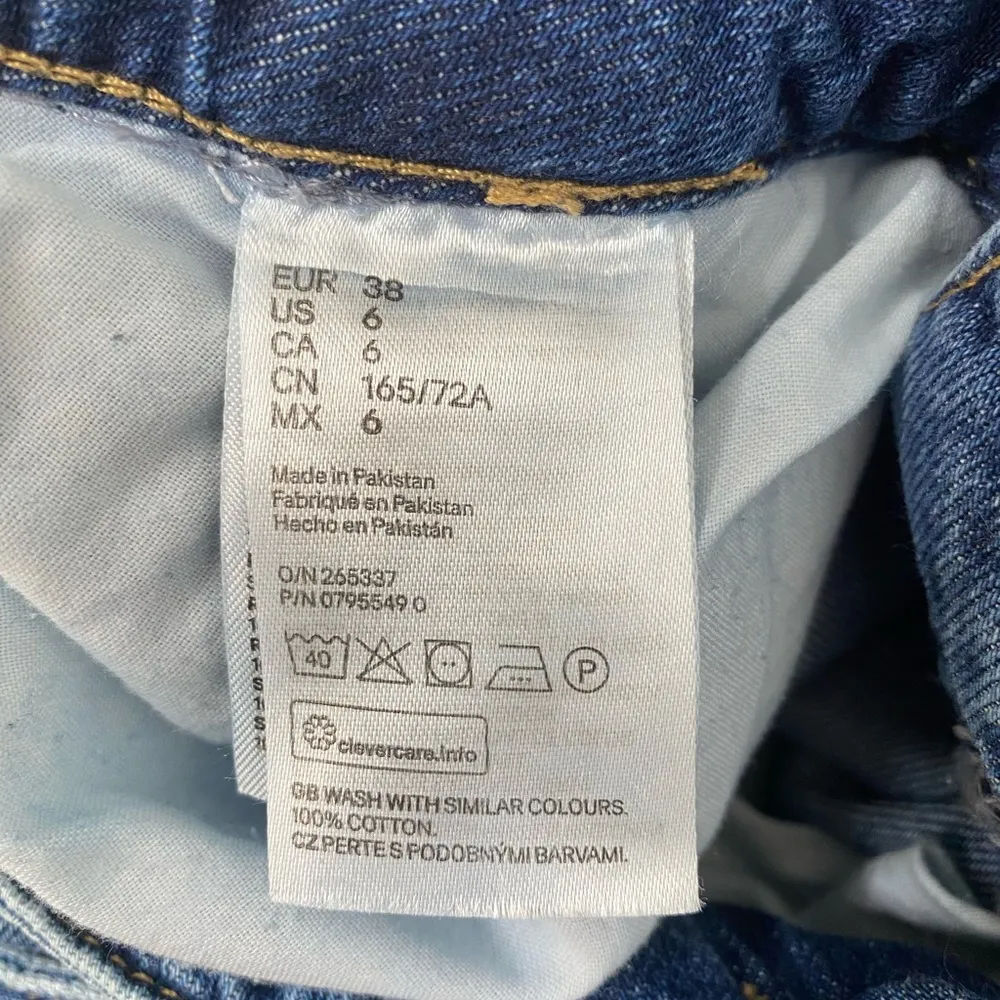 EUR 38
US 6
CA 6
CN 165/72A
MX 6
Made in Pakistan
Fabriqué en Pakistan
Hecho en Pakistán
O/N 265337
P/N 0795549 0
40
P
clevercare.info
GB WASH WITH SIMILAR COLOURS.
100% COTTON.
CZ PERTE S PODOBNÝMI BARVAMI.